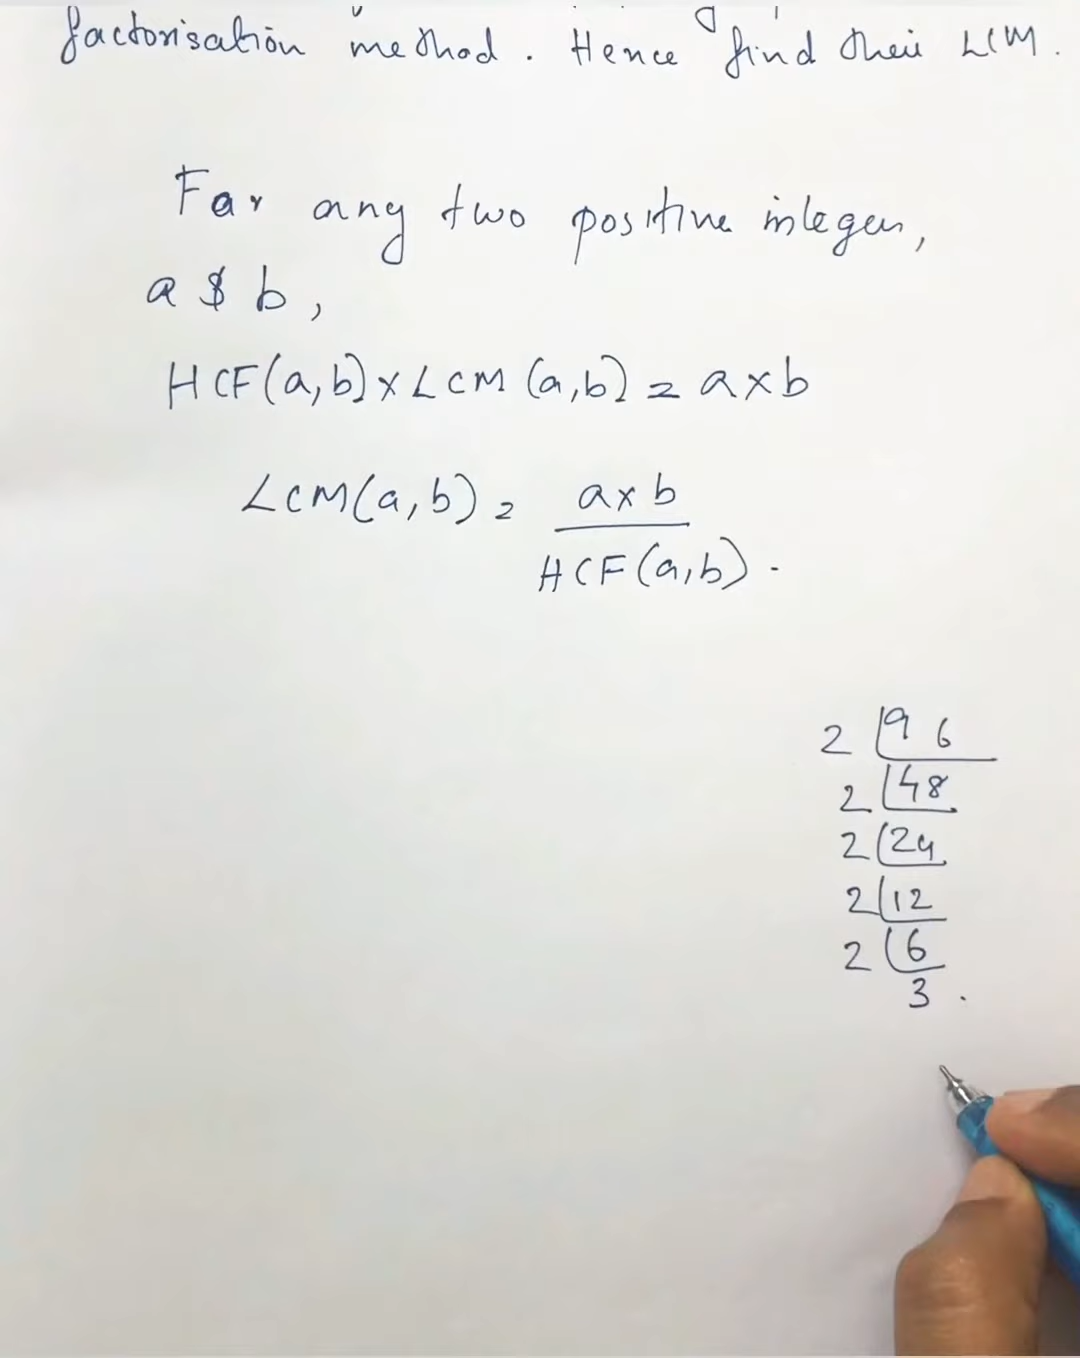 factorisation method. Hence find their LCM.
For any two positive integers,
a & b,
HCF(a,b) x LCM (a,b) = a x b
LCM(a,b) = a x b
HCF(a,b).
2 96
2 48
2 24
2 12
2 6
3.